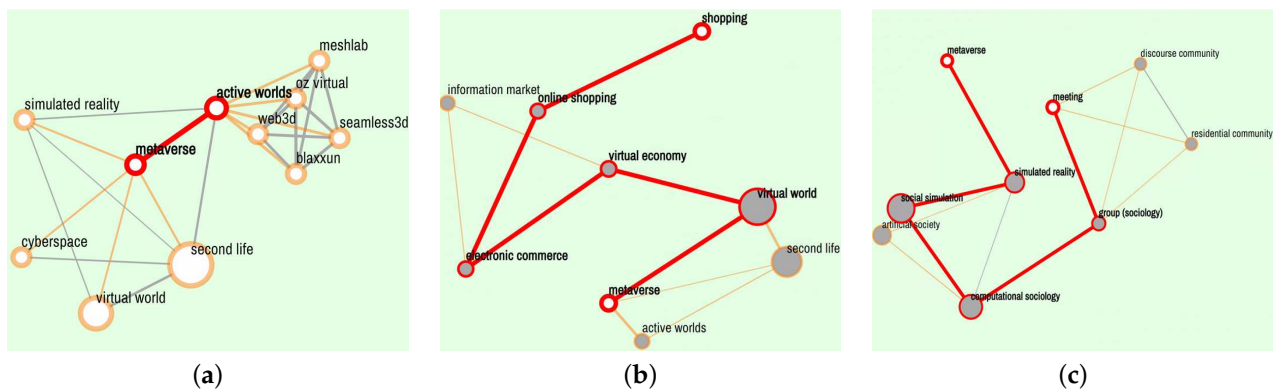 meshlab
oz virtual
active worlds
simulated reality
web3d
seamless3d
metaverse
blaxxun
cyberspace
second life
virtual world
(a)
shopping
information market
online shopping
virtual economy
virtual world
second life
electronic commerce
metaverse
active worlds
(b)
metaverse
discourse community
meeting
residential community
simulated reality
social simulation
group (sociology)
artificial society
computational sociology
(c)